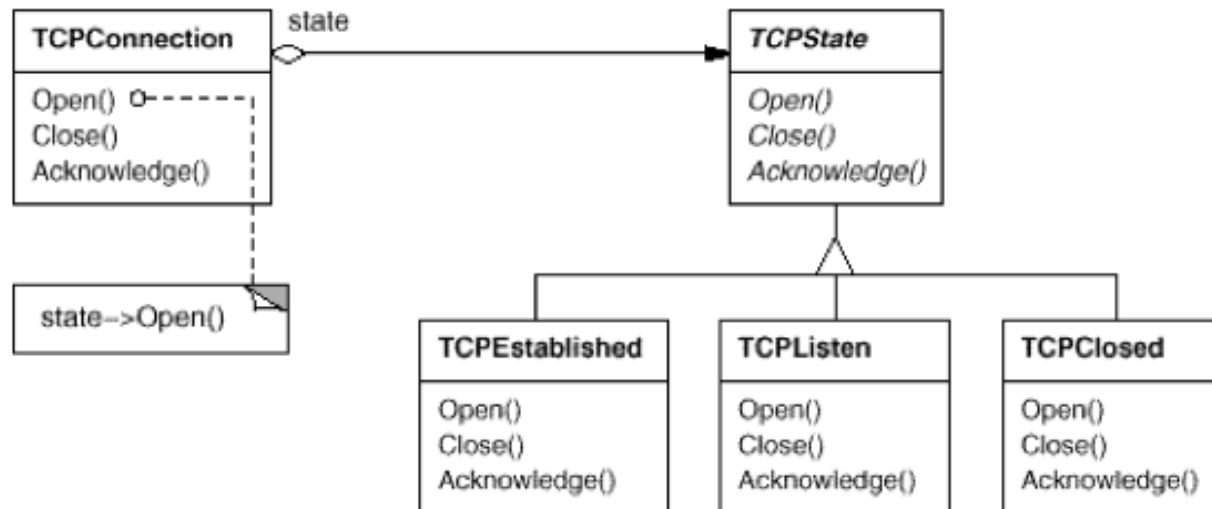 state
TCPConnection
Open()
Close()
Acknowledge()
state->Open()
TCPState
Open()
Close()
Acknowledge()
TCPEstablished
Open()
Close()
Acknowledge()
TCPListen
Open()
Close()
Acknowledge()
TCPClosed
Open()
Close()
Acknowledge()